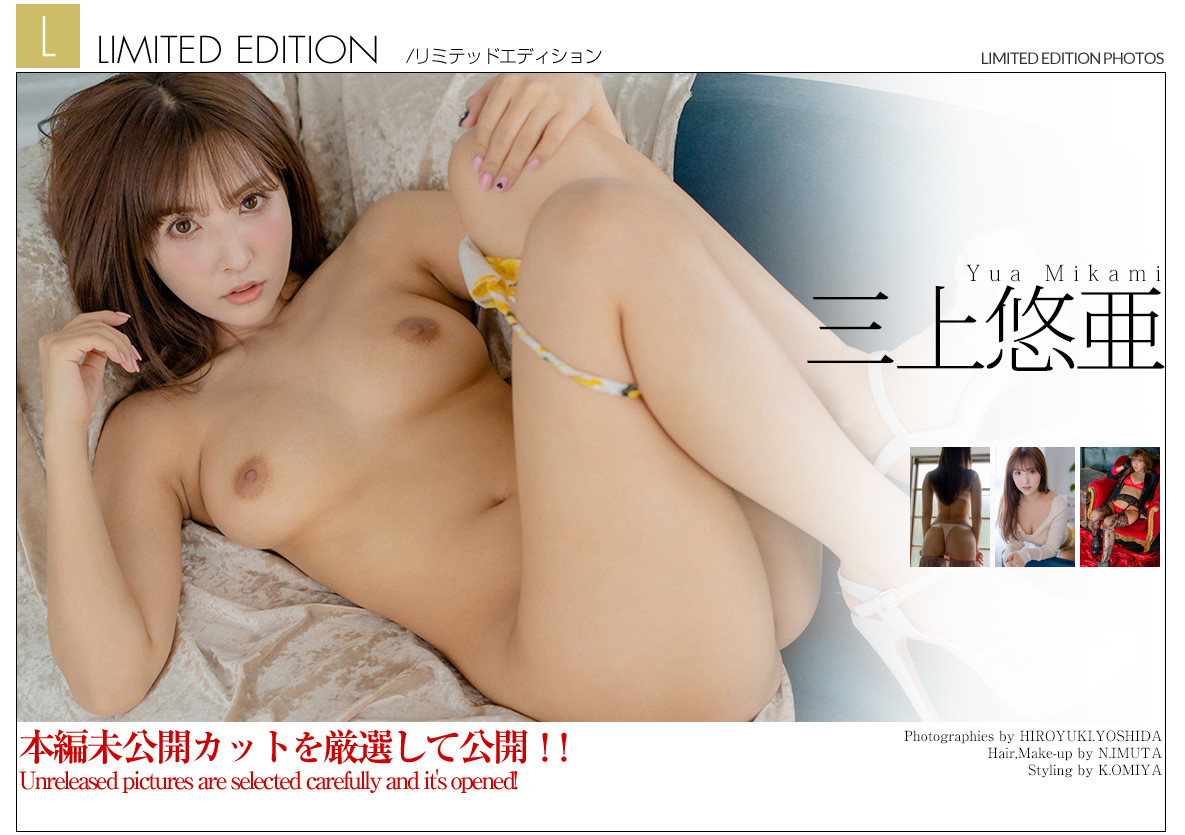 L
LIMITED EDITION /リミテッドエディション
LIMITED EDITION PHOTOS
Yua Mikami
三上悠亜
本編未公開カットを厳選して公開！！
Unreleased pictures are selected carefully and it's opened!
Photographies by HIROYUKI.YOSHIDA
Hair,Make-up by N.IMUTA
Styling by K.OMIYA